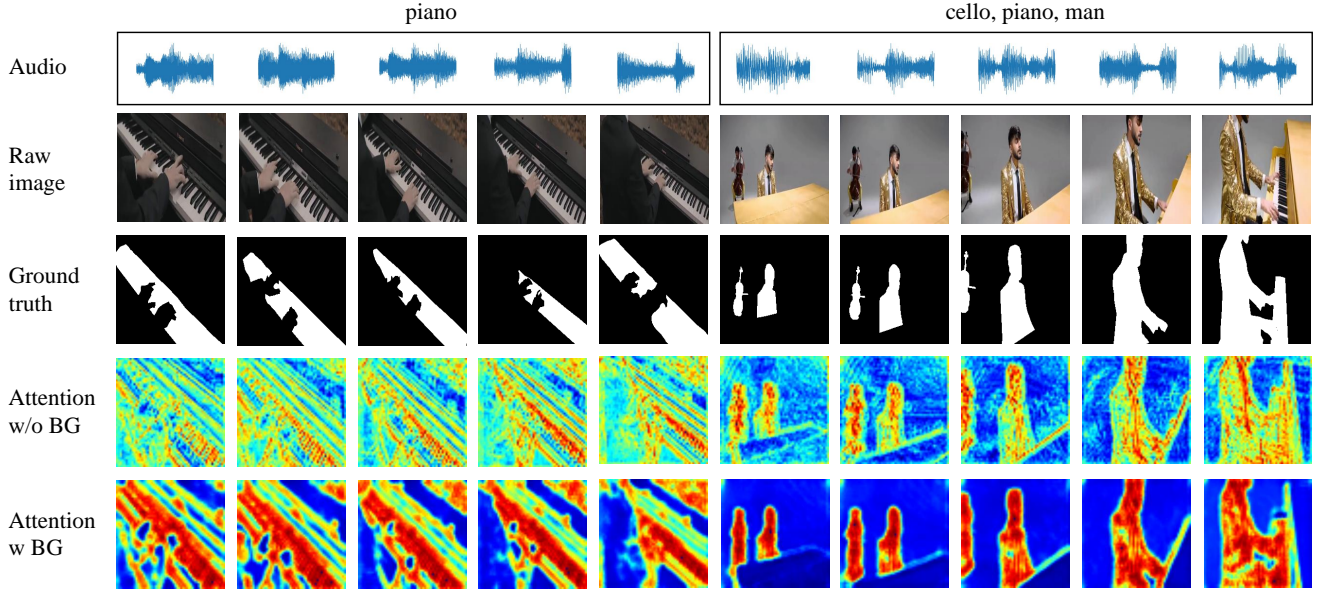 piano
cello, piano, man
Audio
Raw
image
Ground
truth
Attention
w/o BG
Attention
w BG